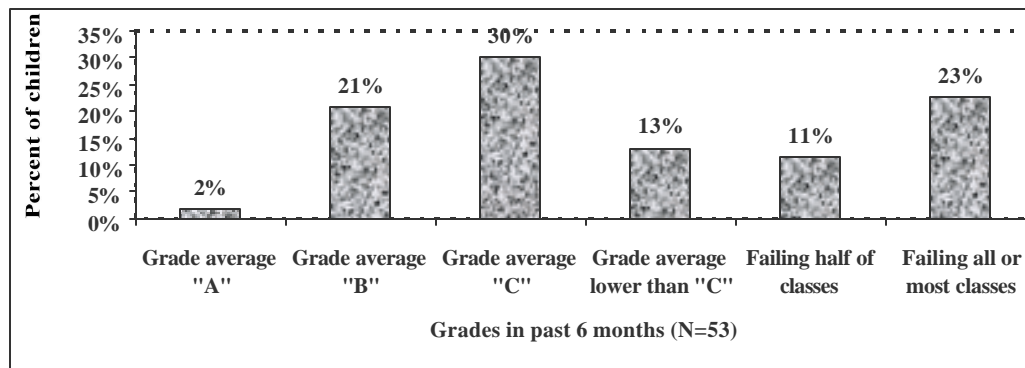 Percent of children
35%
30%
25%
20%
15%
10%
5%
0%
2%
21%
30%
13%
11%
23%
Grade average
"A"
Grade average
"B"
Grade average
"C"
Grade average
lower than "C"
Failing half of
classes
Failing all or
most classes
Grades in past 6 months (N=53)